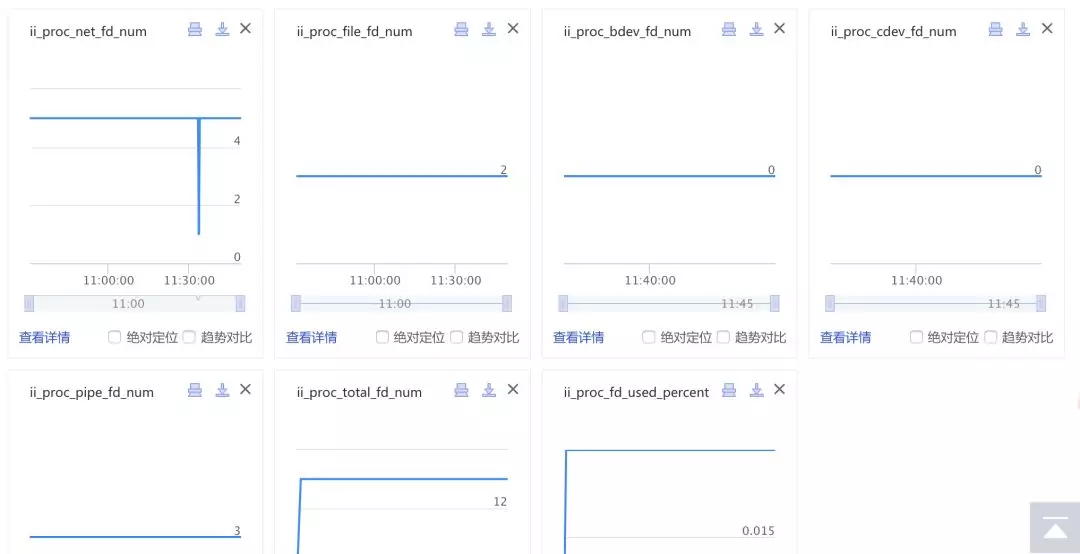 ii_proc_net_fd_num
4
2
0
11:00:00 11:30:00
11:00
查看详情 绝对定位 趋势对比
ii_proc_file_fd_num
2
11:00:00 11:30:00
11:00
查看详情 绝对定位 趋势对比
ii_proc_bdev_fd_num
0
11:40:00
11:45
查看详情 绝对定位 趋势对比
ii_proc_cdev_fd_num
0
11:40:00
11:45
查看详情 绝对定位 趋势对比
ii_proc_pipe_fd_num
3
ii_proc_total_fd_num
12
ii_proc_fd_used_percent
0.015